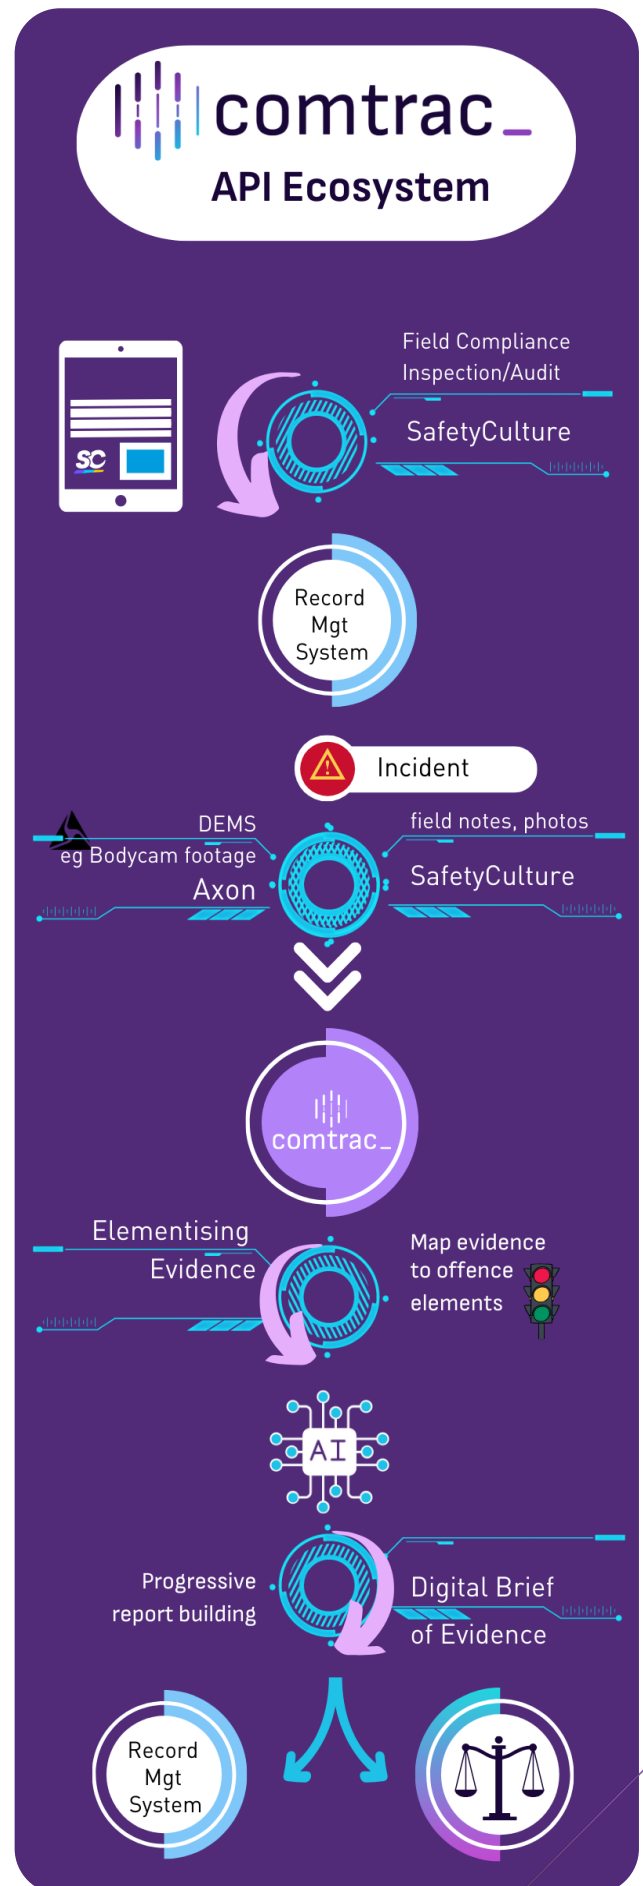 comtrac_
API Ecosystem
Field Compliance
Inspection/Audit
SafetyCulture
SC
Record
Mgt
System
Incident
DEMS
eg Bodycam footage
Axon
field notes, photos
SafetyCulture
comtrac_
Elementising
Evidence
Map evidence
to offence
elements
AI
Progressive
report building
Digital Brief
of Evidence
Record
Mgt
System